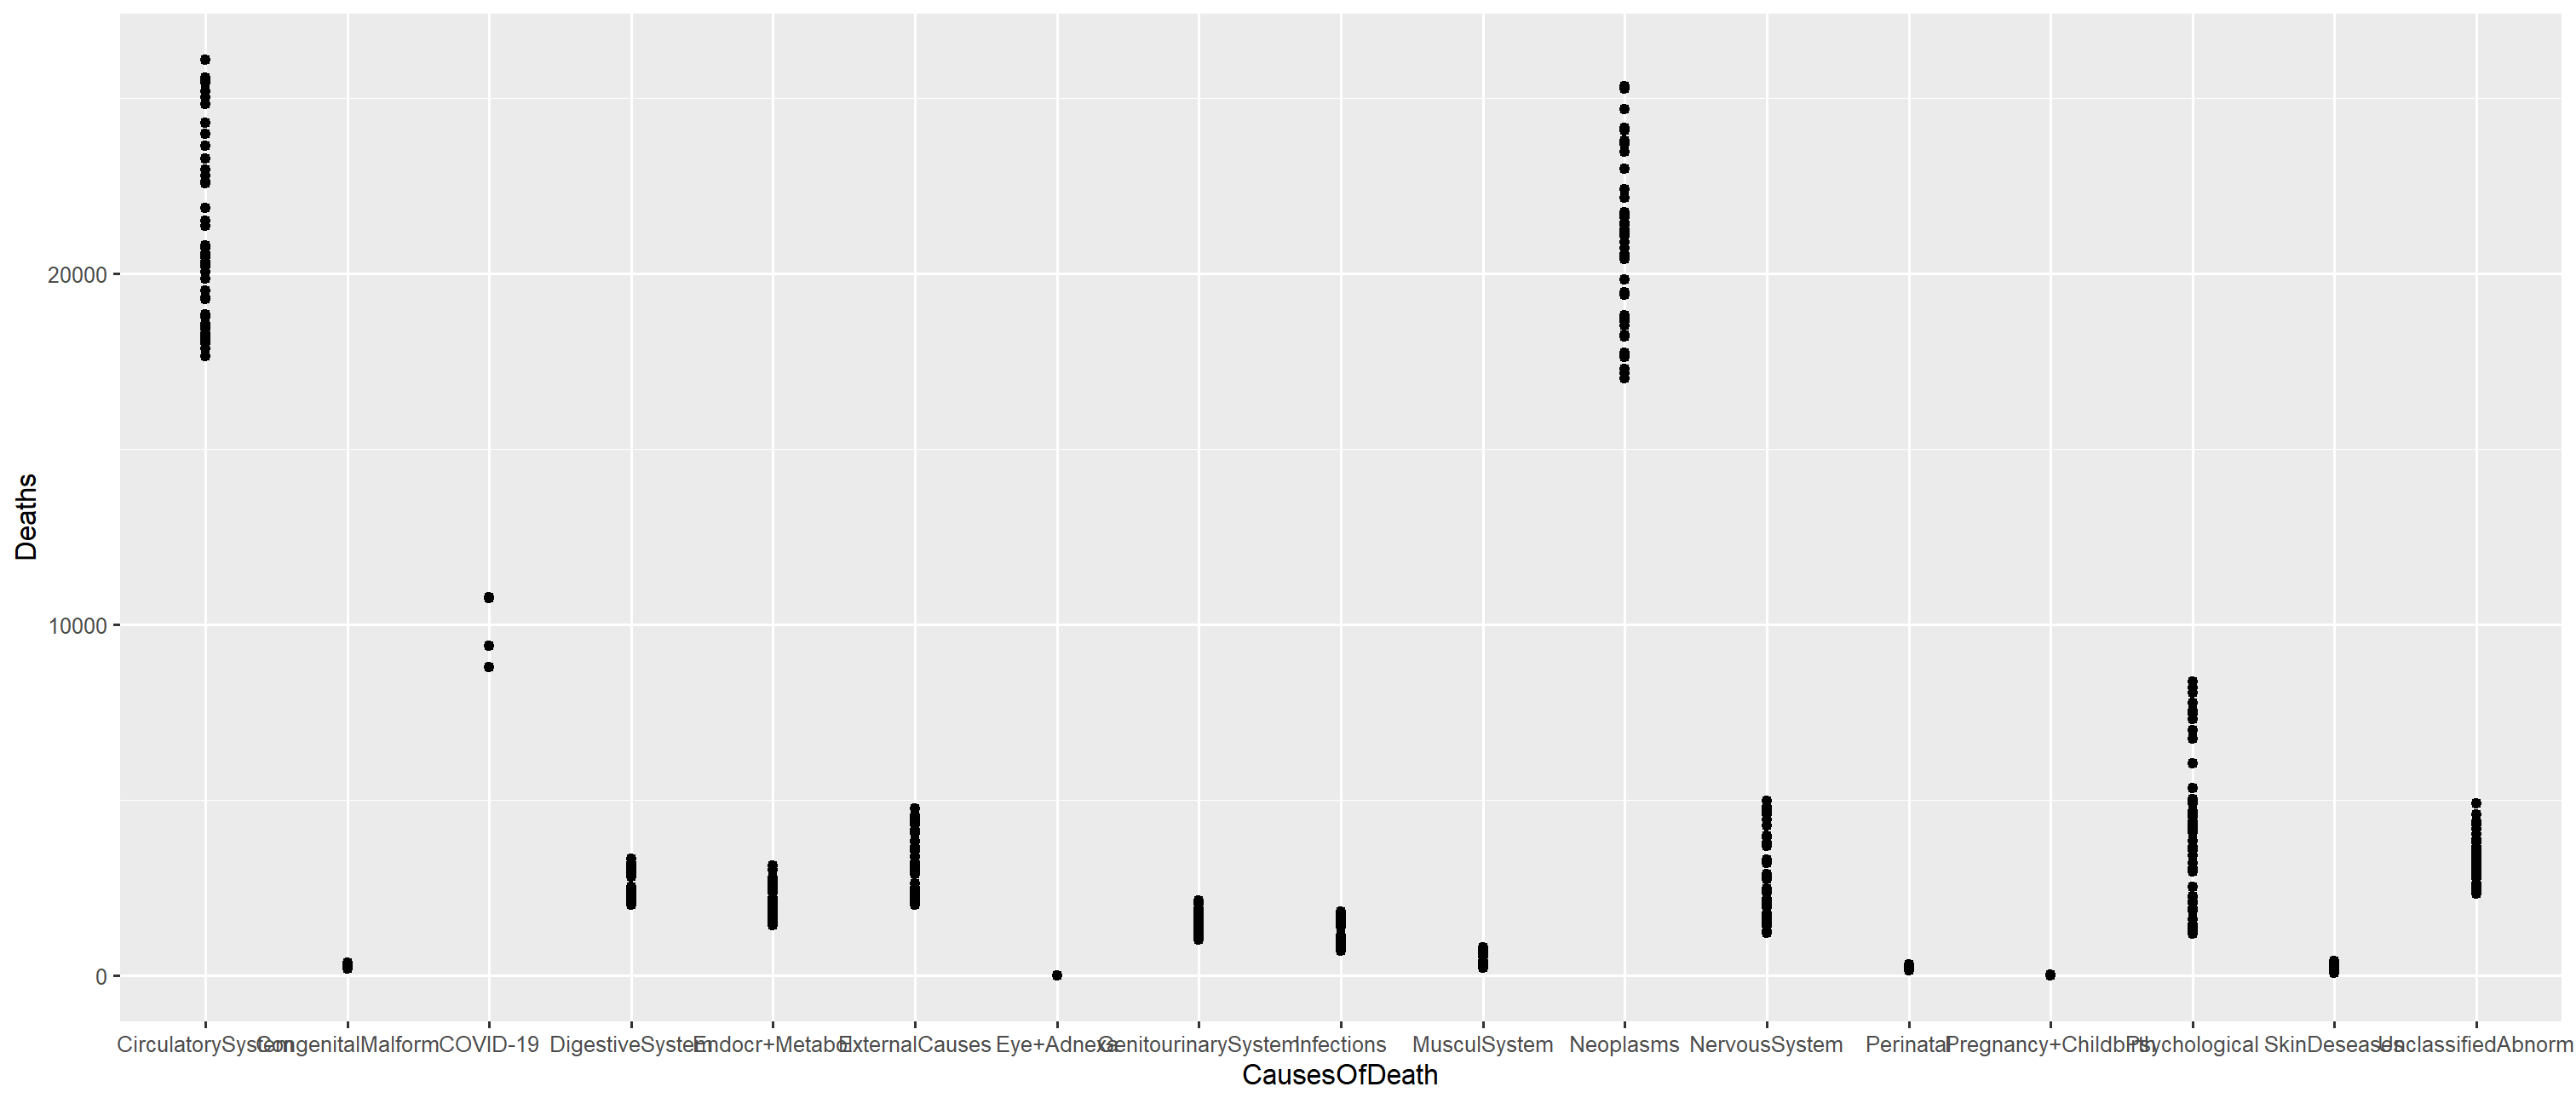 Deaths
20000
10000
0
CirculatorySystem CongenitalMalform COVID-19 DigestiveSystem Endocr+Metabol ExternalCauses Eye+Adnexa GenitourinarySystem Infections MusculSystem Neoplasms NervousSystem Perinatal Pregnancy+Childbirth Psychological SkinDeseases UnclassifiedAbnorm
CausesOfDeath